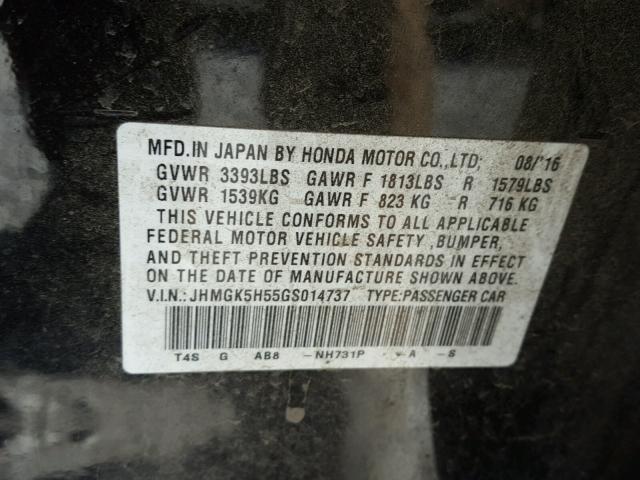 MFD.IN JAPAN BY HONDA MOTOR CO.,LTD; 08/'16
GVWR 3393LBS GAWR F 1813LBS R 1579LBS
GVWR 1539KG GAWR F 823 KG R 716 KG
THIS VEHICLE CONFORMS TO ALL APPLICABLE
FEDERAL MOTOR VEHICLE SAFETY ,BUMPER,
AND THEFT PREVENTION STANDARDS IN EFFECT
ON THE DATE OF MANUFACTURE SHOWN ABOVE.
V.I.N.: JHMGK5H55GS014737 TYPE:PASSENGER CAR
T4S G AB8 -NH731P -A -S